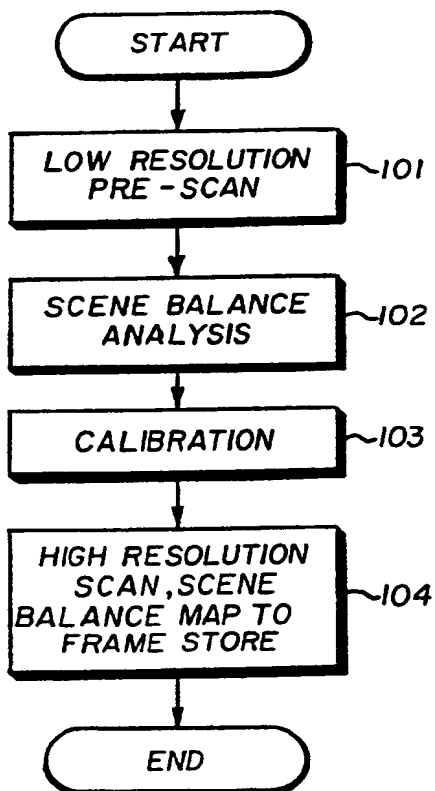 START
LOW RESOLUTION
PRE-SCAN
101
SCENE BALANCE
ANALYSIS
102
CALIBRATION
103
HIGH RESOLUTION
SCAN, SCENE
BALANCE MAP TO
FRAME STORE
104
END